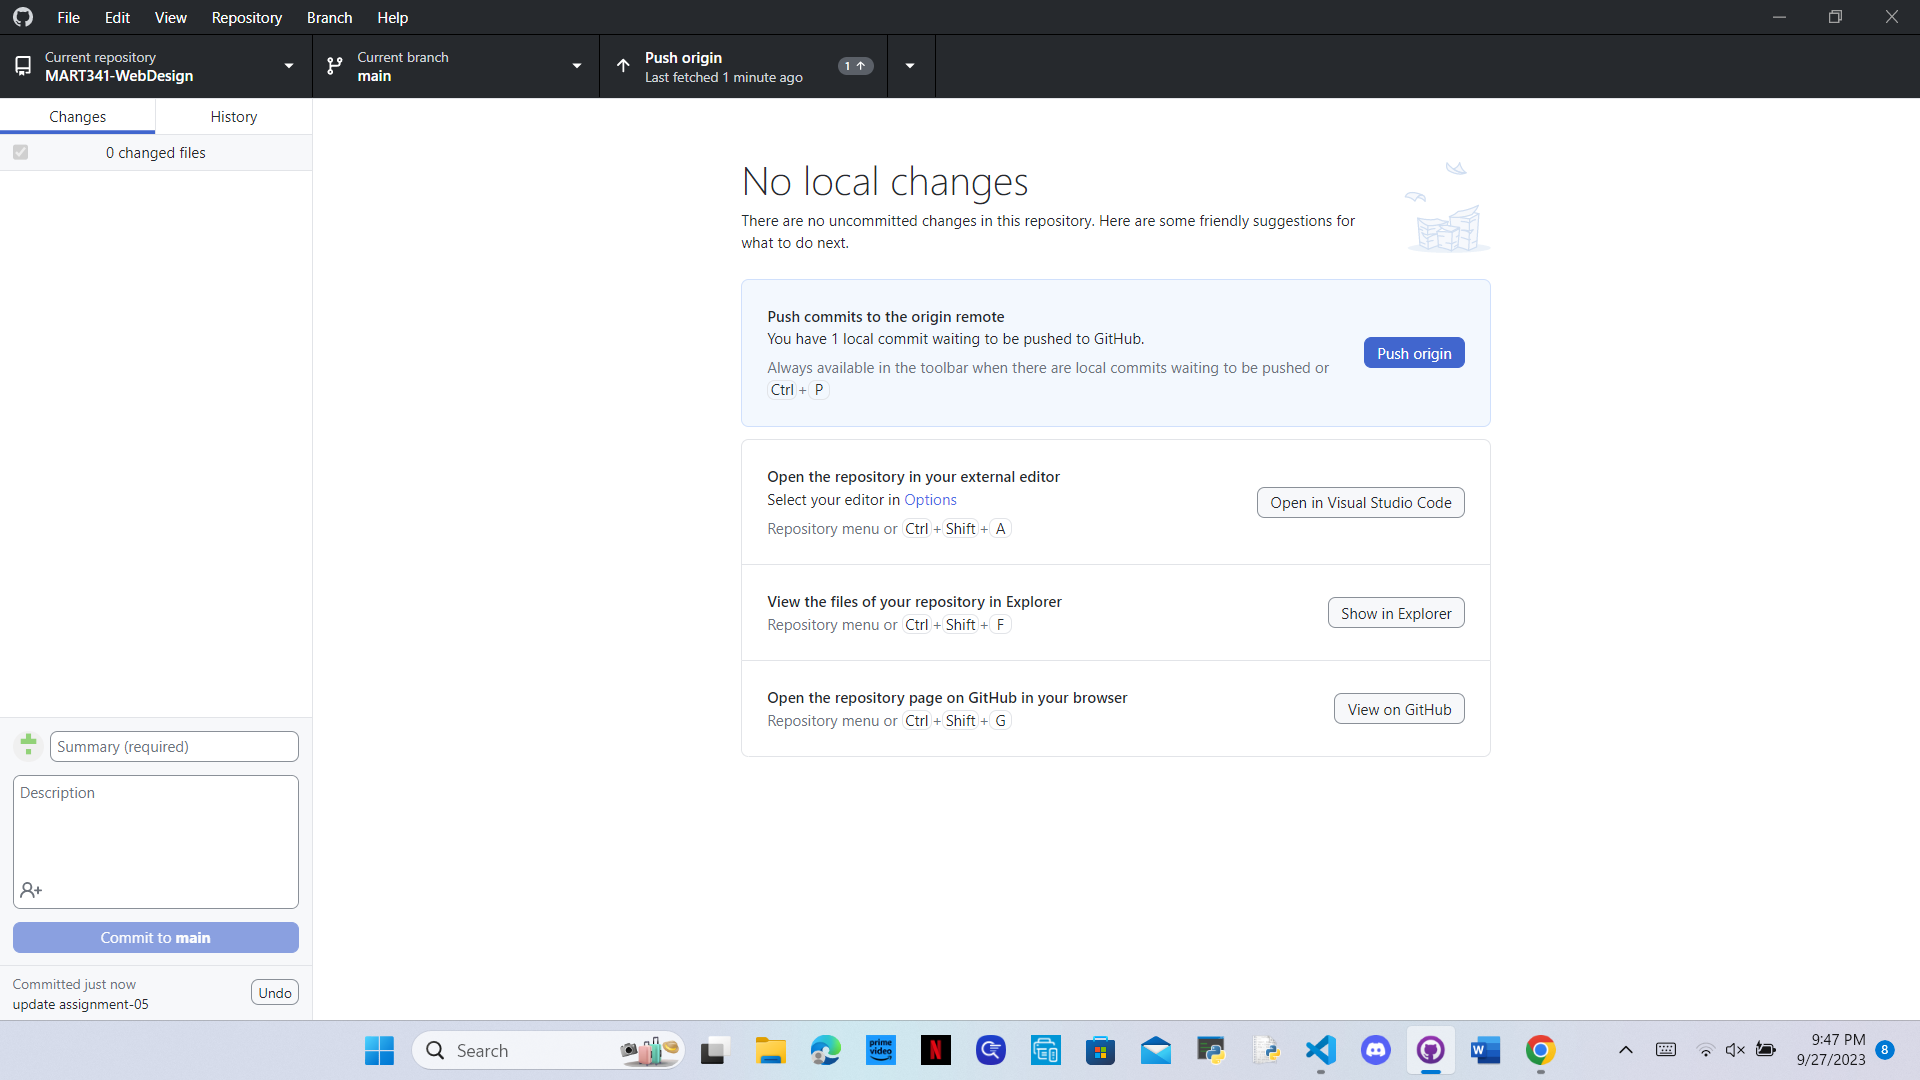 File Edit View Repository Branch Help
Current repository
MART341-WebDesign
Current branch
main
Push origin
Last fetched 1 minute ago
1
Changes History
0 changed files
No local changes
There are no uncommitted changes in this repository. Here are some friendly suggestions for
what to do next.
Push commits to the origin remote
You have 1 local commit waiting to be pushed to GitHub.
Always available in the toolbar when there are local commits waiting to be pushed or
Ctrl + P
Push origin
Open the repository in your external editor
Select your editor in Options
Repository menu or Ctrl + Shift + A
Open in Visual Studio Code
View the files of your repository in Explorer
Repository menu or Ctrl + Shift + F
Show in Explorer
Open the repository page on GitHub in your browser
Repository menu or Ctrl + Shift + G
View on GitHub
Summary (required)
Description
Commit to main
Committed just now
update assignment-05
Undo
Search
prime
video
N
W
9:47 PM
9/27/2023
8